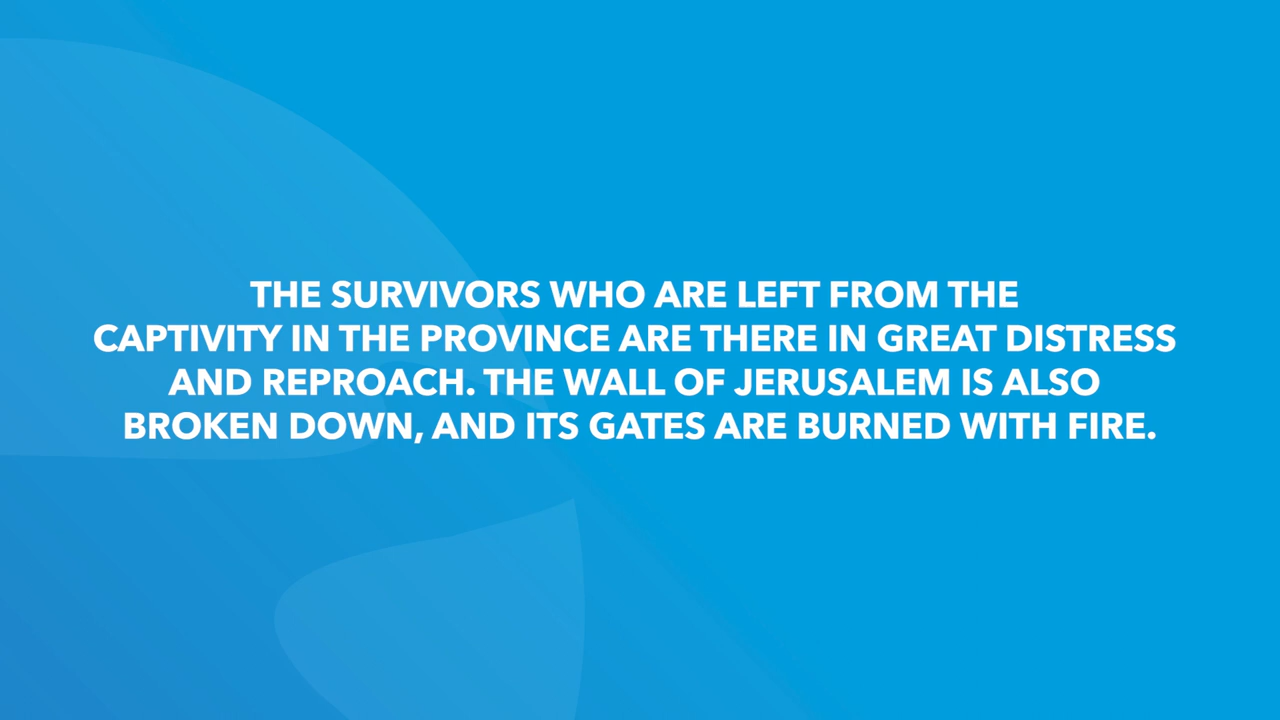 THE SURVIVORS WHO ARE LEFT FROM THE
CAPTIVITY IN THE PROVINCE ARE THERE IN GREAT DISTRESS
AND REPROACH. THE WALL OF JERUSALEM IS ALSO
BROKEN DOWN, AND ITS GATES ARE BURNED WITH FIRE.